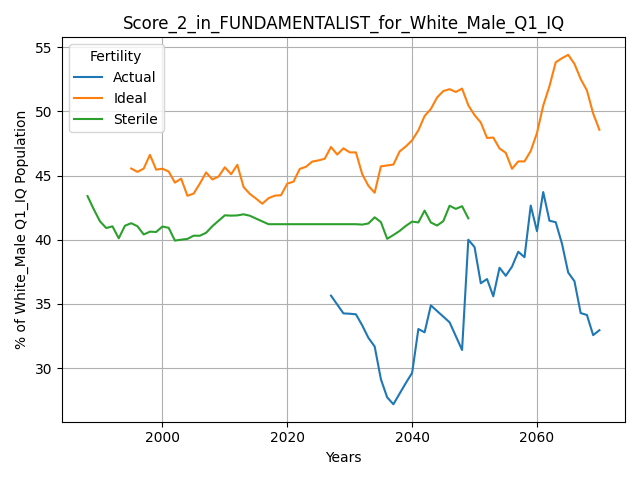 Score_2_in_FUNDAMENTALIST_for_White_Male_Q1_IQ
Fertility
Actual
Ideal
Sterile
% of White_Male Q1_IQ Population
55
50
45
40
35
30
2000 2020 2040 2060
Years